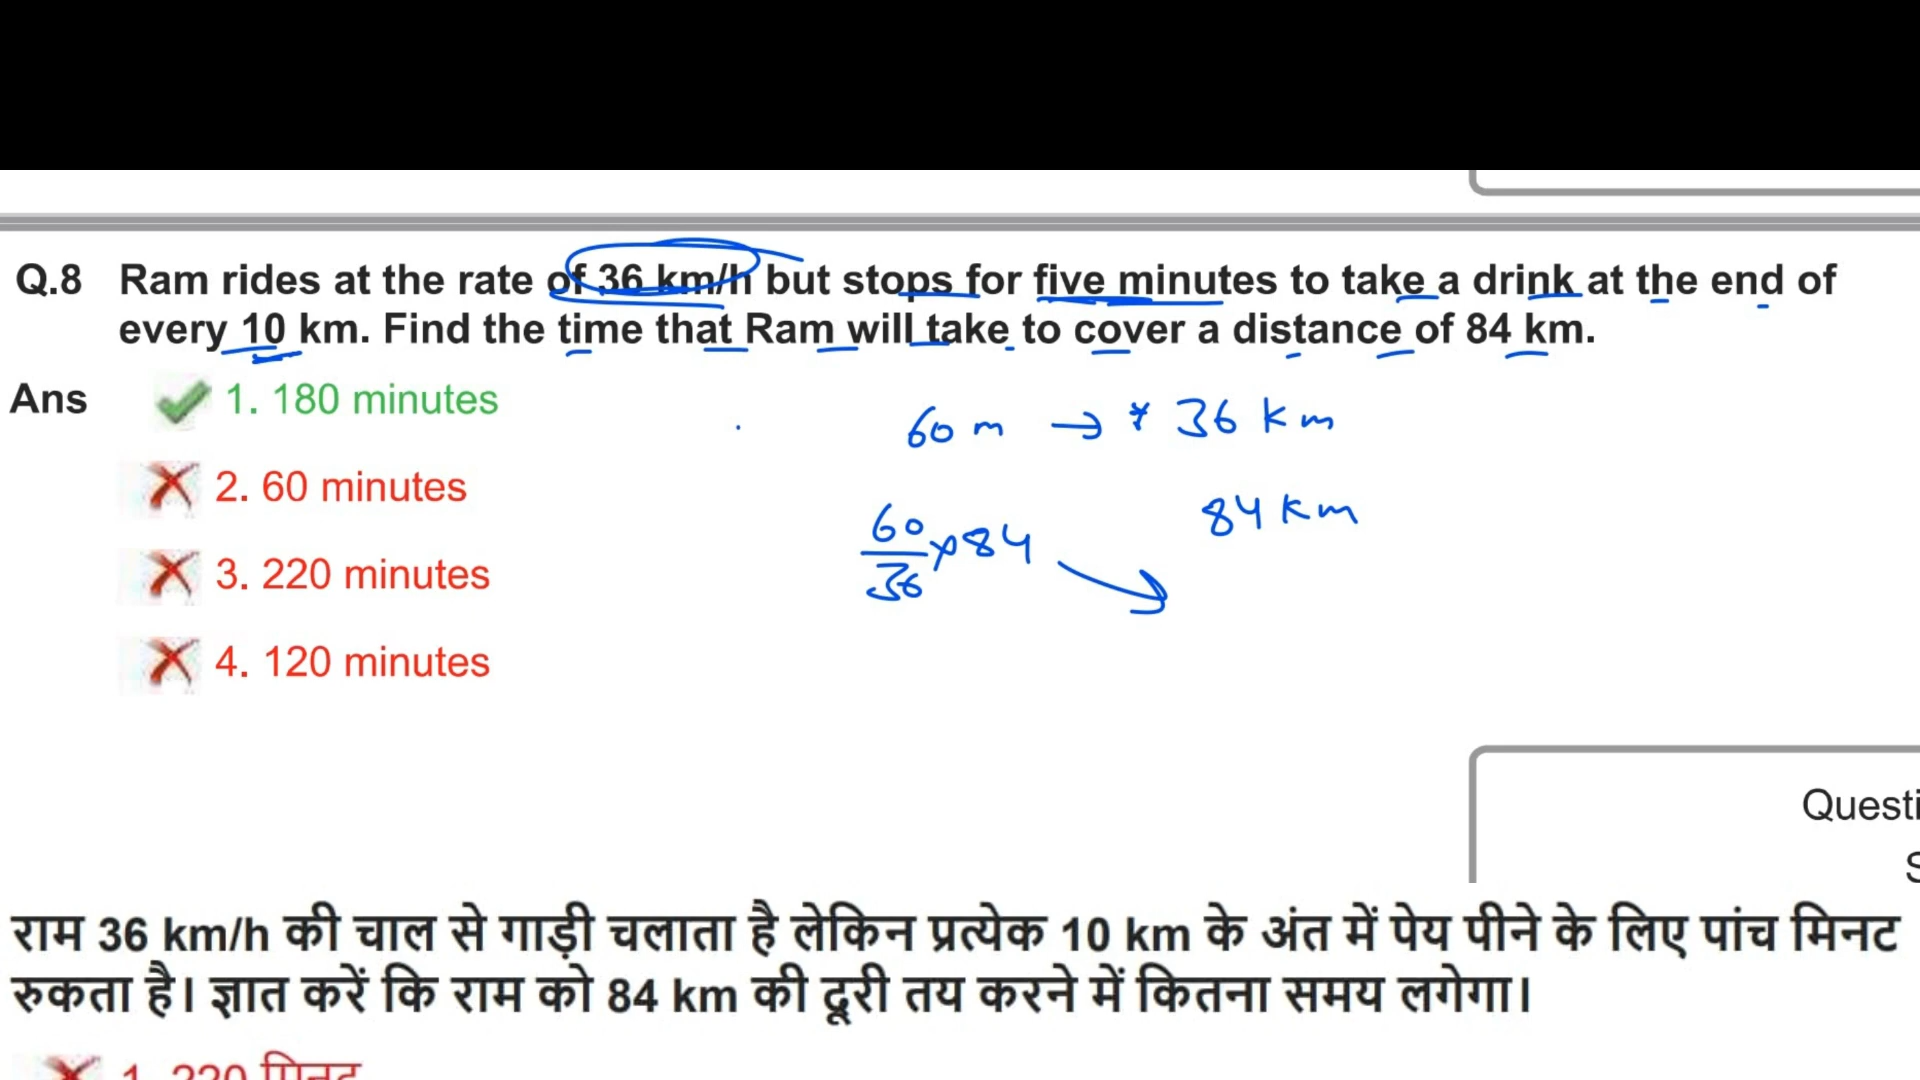 Q.8 Ram rides at the rate of 36 km/h but stops for five minutes to take a drink at the end of
every 10 km. Find the time that Ram will take to cover a distance of 84 km.
Ans 1. 180 minutes
2. 60 minutes
3. 220 minutes
4. 120 minutes
60 m → 36 km
84 km
60/36 × 84
Questi
S
राम 36 km/h की चाल से गाड़ी चलाता है लेकिन प्रत्येक 10 km के अंत में पेय पीने के लिए पांच मिनट
रुकता है। ज्ञात करें कि राम को 84 km की दूरी तय करने में कितना समय लगेगा।
1. 220 मिनट